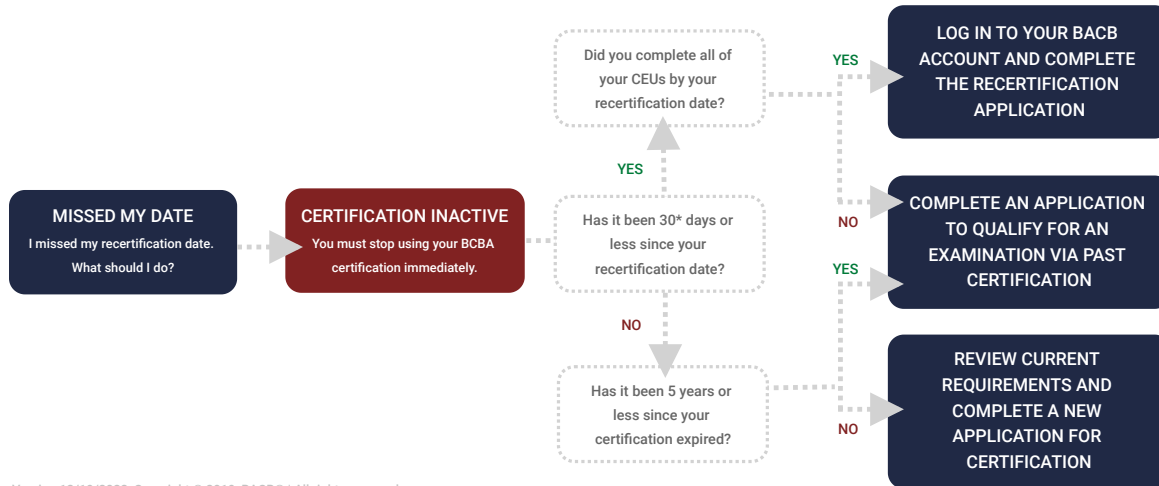 MISSED MY DATE
I missed my recertification date.
What should I do?
CERTIFICATION INACTIVE
You must stop using your BCBA
certification immediately.
Has it been 30* days or
less since your
recertification date?
YES
Did you complete all of
your CEUs by your
recertification date?
YES
LOG IN TO YOUR BACB
ACCOUNT AND COMPLETE
THE RECERTIFICATION
APPLICATION
NO
COMPLETE AN APPLICATION
TO QUALIFY FOR AN
EXAMINATION VIA PAST
CERTIFICATION
NO
Has it been 5 years or
less since your
certification expired?
YES
NO
REVIEW CURRENT
REQUIREMENTS AND
COMPLETE A NEW
APPLICATION FOR
CERTIFICATION